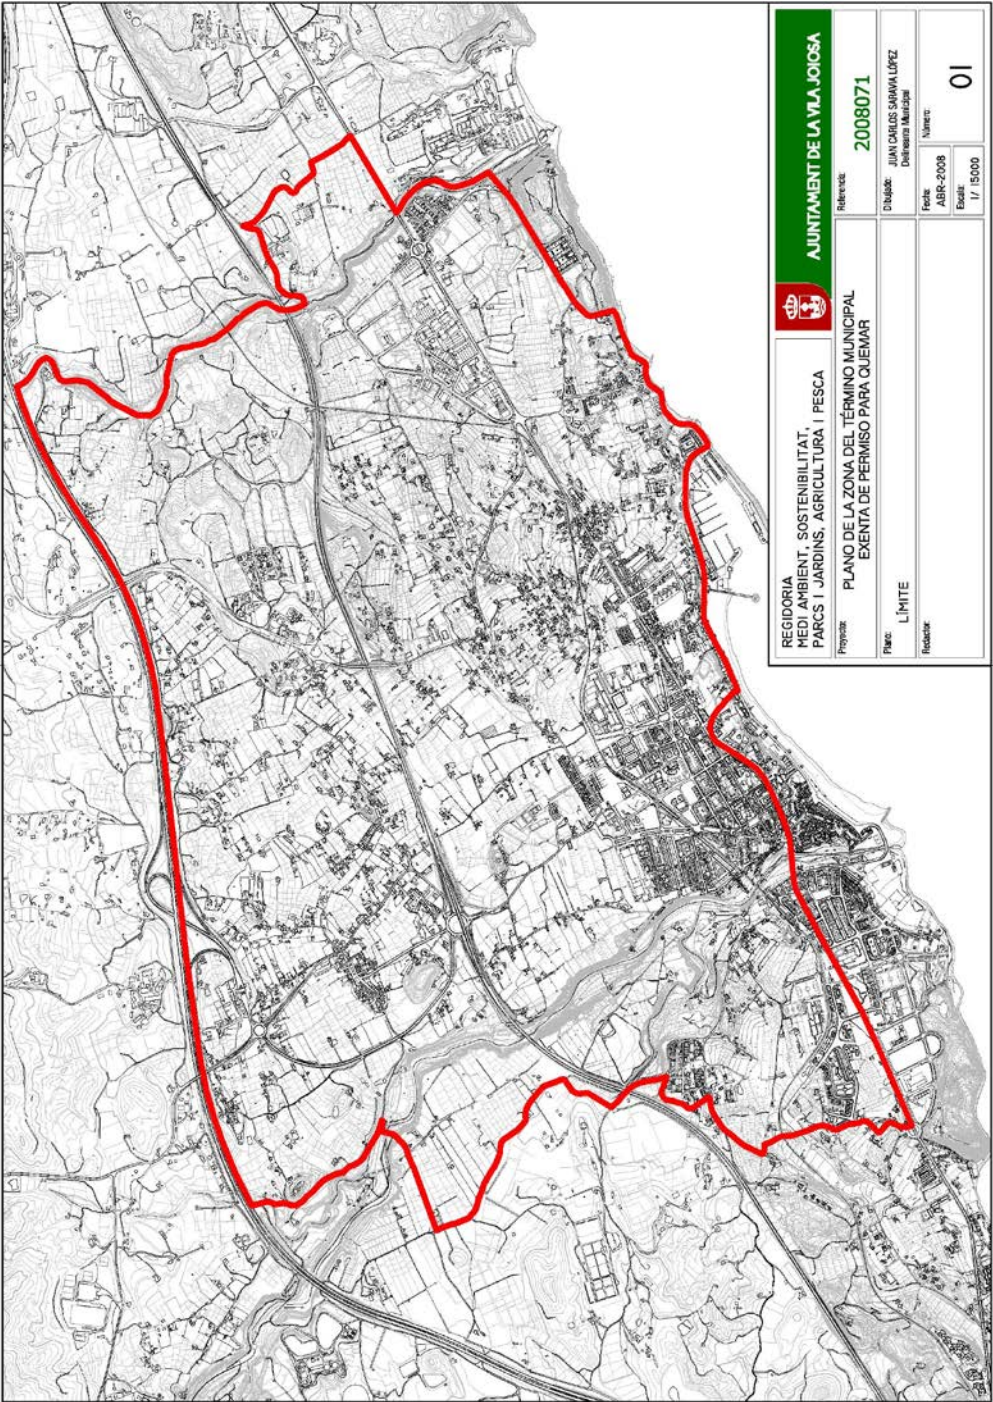 REGIDORIA
MEDI AMBIENT, SOSTENIBILITAT,
PARCS I JARDINS, AGRICULTURA I PESCA
AJUNTAMENT DE LA VILA JOIOSA
Proyecto:
PLANO DE LA ZONA DEL TÉRMINO MUNICIPAL
EXENTA DE PERMISO PARA QUEMAR
Referencia:
2008071
Plano:
LÍMITE
Dibujado:
JUAN CARLOS SARAVIA LÓPEZ
Delineante Municipal
Redactor:
Fecha:
ABR-2008
Escala:
1/ 15000
Número:
01